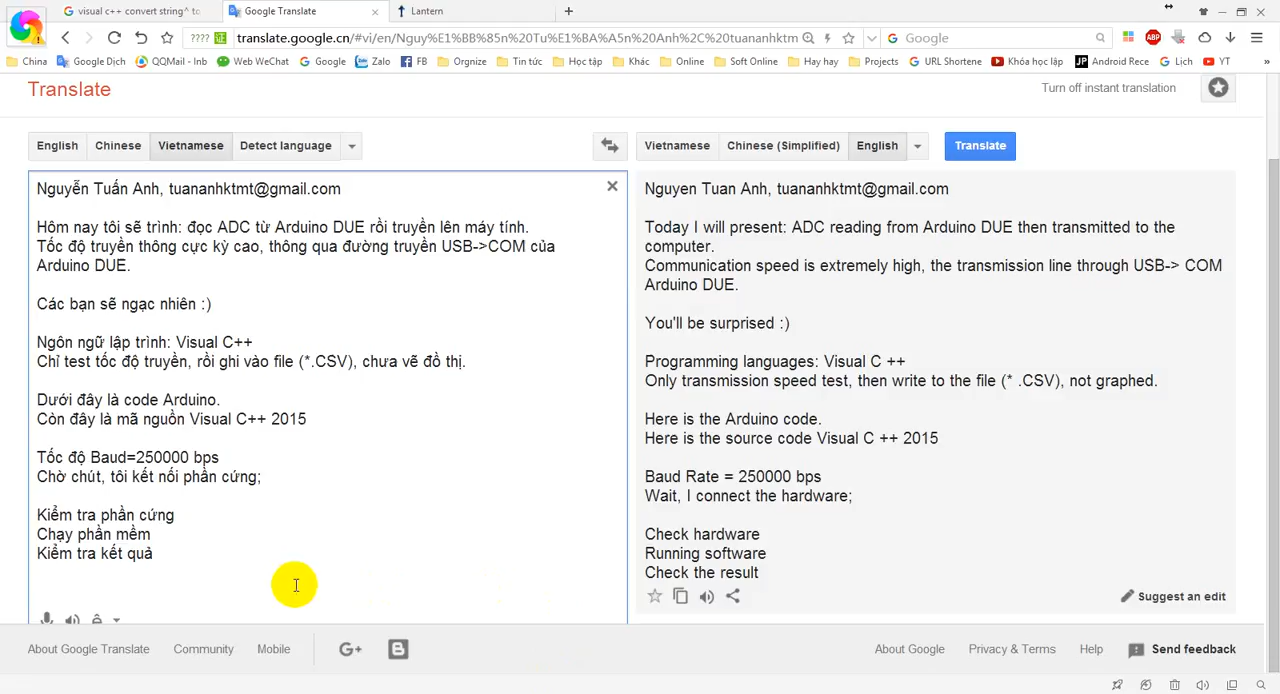 visual c++ convert string^ to
Google Translate
Lantern
????
证
translate.google.cn/#vi/en/Nguy%E1%BB%85n%20Tu%E1%BA%A5n%20Anh%2C%20tuananhktm
Google
ABP
China
Google Dịch
QQMail - Inb
Web WeChat
Google
Zalo
FB
Orgnize
Tin tức
Học tập
Khác
Online
Soft Online
Hay hay
Projects
URL Shortene
Khóa học lập
JP Android Rece
Lịch
YT
»
Translate
Turn off instant translation
English
Chinese
Vietnamese
Detect language
Vietnamese
Chinese (Simplified)
English
Translate
Nguyễn Tuấn Anh, tuananhktmt@gmail.com
Hôm nay tôi sẽ trình: đọc ADC từ Arduino DUE rồi truyền lên máy tính.
Tốc độ truyền thông cực kỳ cao, thông qua đường truyền USB->COM của
Arduino DUE.
Các bạn sẽ ngạc nhiên :)
Ngôn ngữ lập trình: Visual C++
Chỉ test tốc độ truyền, rồi ghi vào file (*.CSV), chưa vẽ đồ thị.
Dưới đây là code Arduino.
Còn đây là mã nguồn Visual C++ 2015
Tốc độ Baud=250000 bps
Chờ chút, tôi kết nối phần cứng;
Kiểm tra phần cứng
Chạy phần mềm
Kiểm tra kết quả
Nguyen Tuan Anh, tuananhktmt@gmail.com
Today I will present: ADC reading from Arduino DUE then transmitted to the
computer.
Communication speed is extremely high, the transmission line through USB-> COM
Arduino DUE.
You'll be surprised :)
Programming languages: Visual C ++
Only transmission speed test, then write to the file (* .CSV), not graphed.
Here is the Arduino code.
Here is the source code Visual C ++ 2015
Baud Rate = 250000 bps
Wait, I connect the hardware;
Check hardware
Running software
Check the result
Suggest an edit
About Google Translate
Community
Mobile
G+
About Google
Privacy & Terms
Help
Send feedback